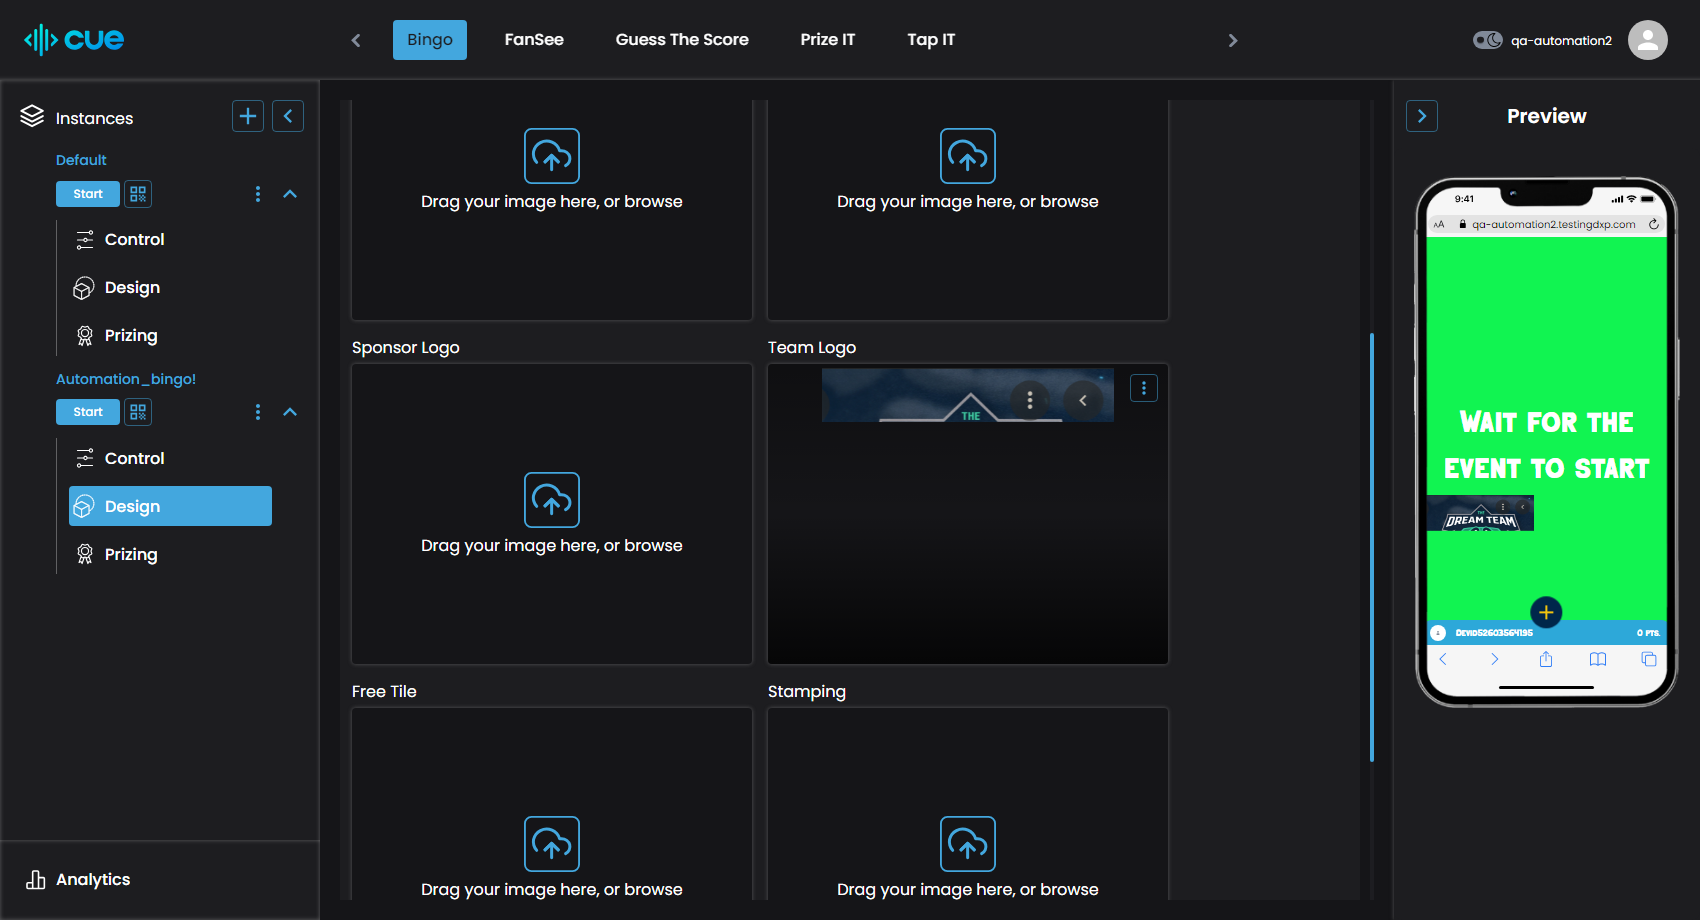 cue
Bingo
FanSee
Guess The Score
Prize IT
Tap IT
qa-automation2
Instances
Default
Start
Control
Design
Prizing
Automation_bingo!
Start
Control
Design
Prizing
Analytics
Drag your image here, or browse
Drag your image here, or browse
Sponsor Logo
Team Logo
Drag your image here, or browse
THE
Free Tile
Stamping
Drag your image here, or browse
Drag your image here, or browse
Preview
9:41
AA
qa-automation2.testingdxp.com
WAIT FOR THE
EVENT TO START
THE
DREAM TEAM
0 PTS.